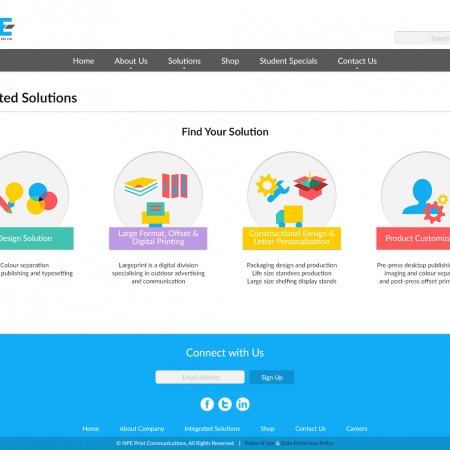 E
Search
Home About Us Solutions Shop Student Specials Contact Us
ted Solutions
Find Your Solution
Design Solution
Large Format, Offset &
Digital Printing
Constructional Design &
Letter Personalization
Product Customiza
Colour separation
publishing and typesetting
Largeprint is a digital division
specialising in outdoor advertising
and communication
Packaging design and production
Life size standees production
Large size shelfing display stands
Pre-press desktop publishin
imaging and colour sepa
and post-press offset prin
Connect with Us
Email Address Sign Up
Home About Company Integrated Solutions Shop Contact Us Careers
© NPE Print Communications, All Rights Reserved. | Terms of Use & Data Protection Policy